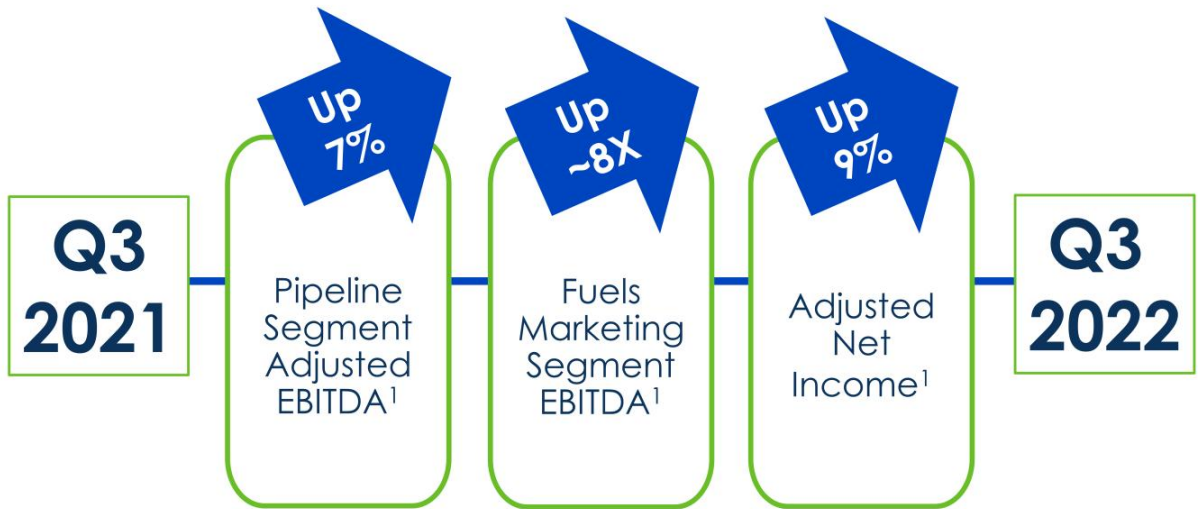 Q3
2021
Up
7%
Pipeline
Segment
Adjusted
EBITDA¹
Up
~8X
Fuels
Marketing
Segment
EBITDA¹
Up
9%
Adjusted
Net
Income¹
Q3
2022